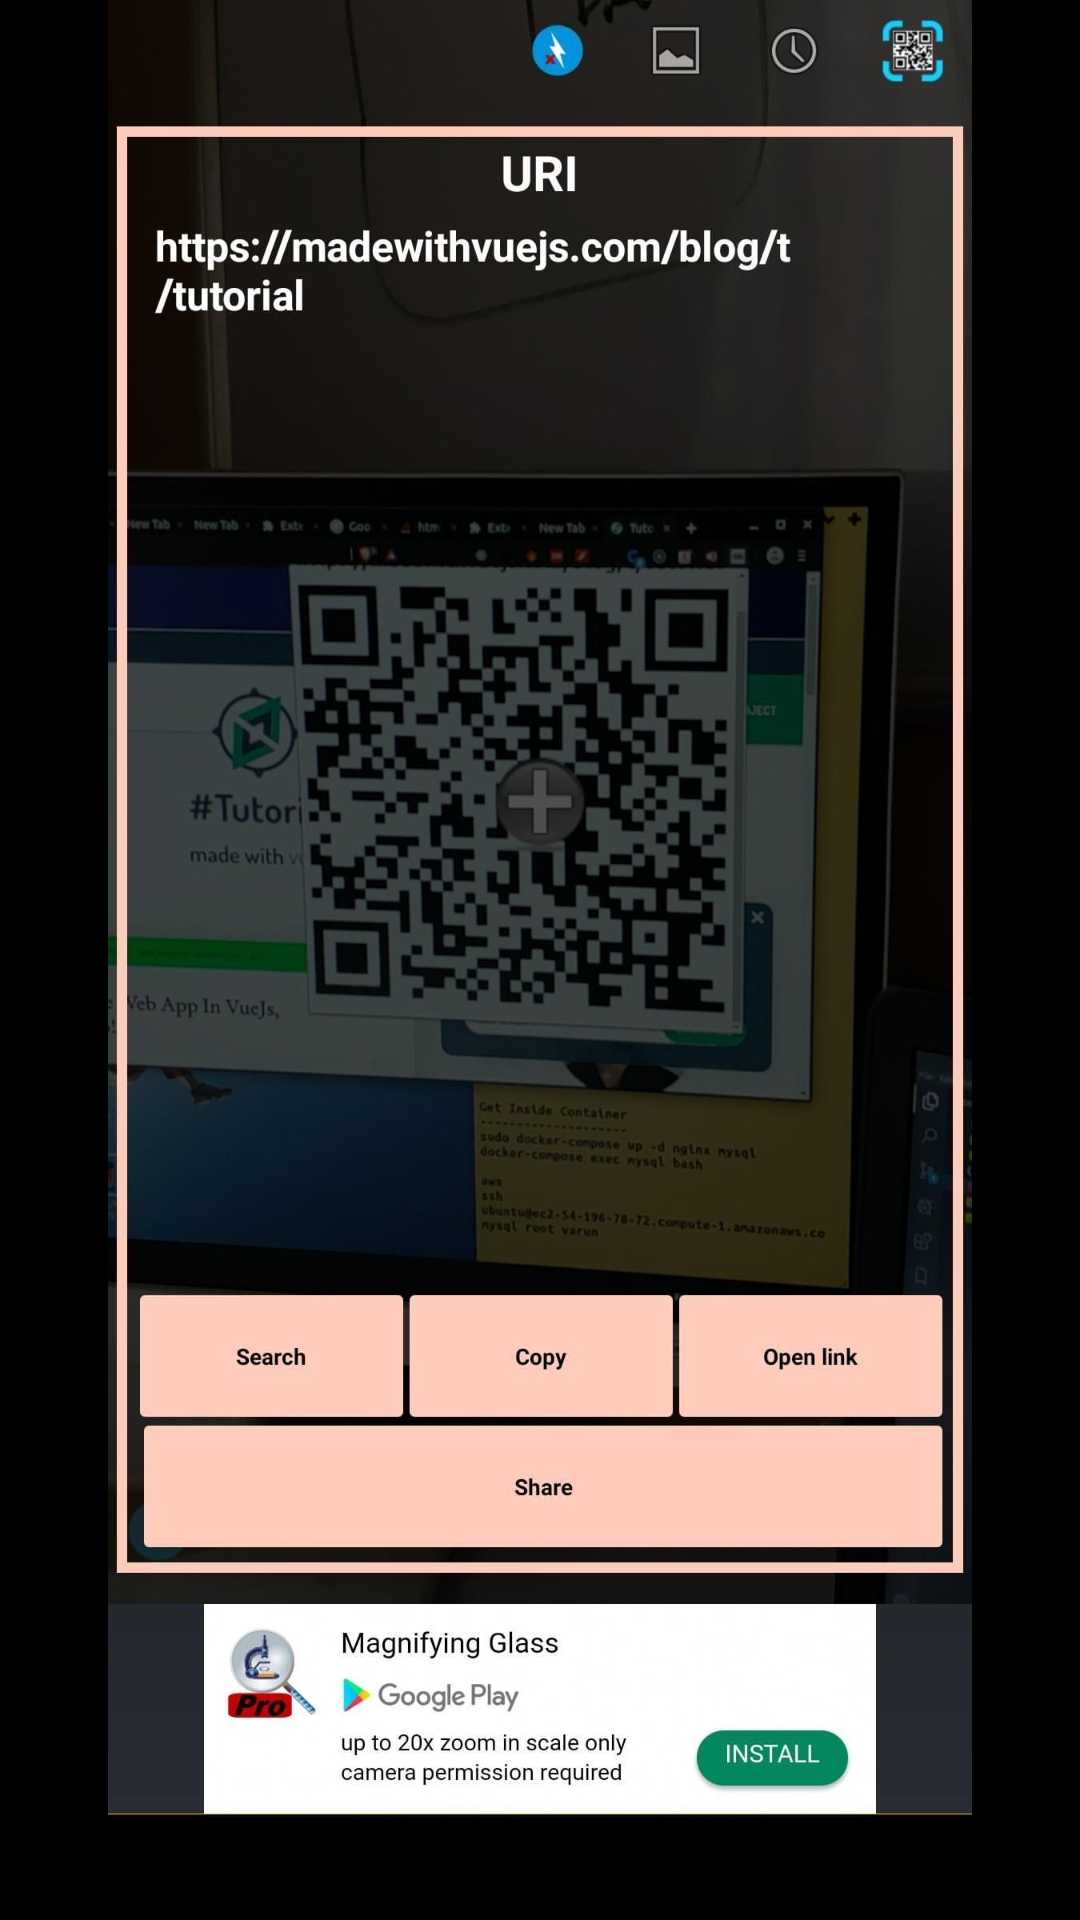 URI
https://madewithvuejs.com/blog/t
/tutorial
New Tab New Tab Exte Goo htm Exte New Tab Tuto
JECT
#Tutori
made with
Web App In VueJs,
Get Inside Container
--------------------
sudo docker-compose up -d nginx mysql
docker-compose exec mysql bash
aws
ssh
ubuntu@ec2-54-196-78-72.compute-1.amazonaws.co
mysql root varun
Search
Copy
Open link
Share
Magnifying Glass
Pro
Google Play
up to 20x zoom in scale only
camera permission required
INSTALL